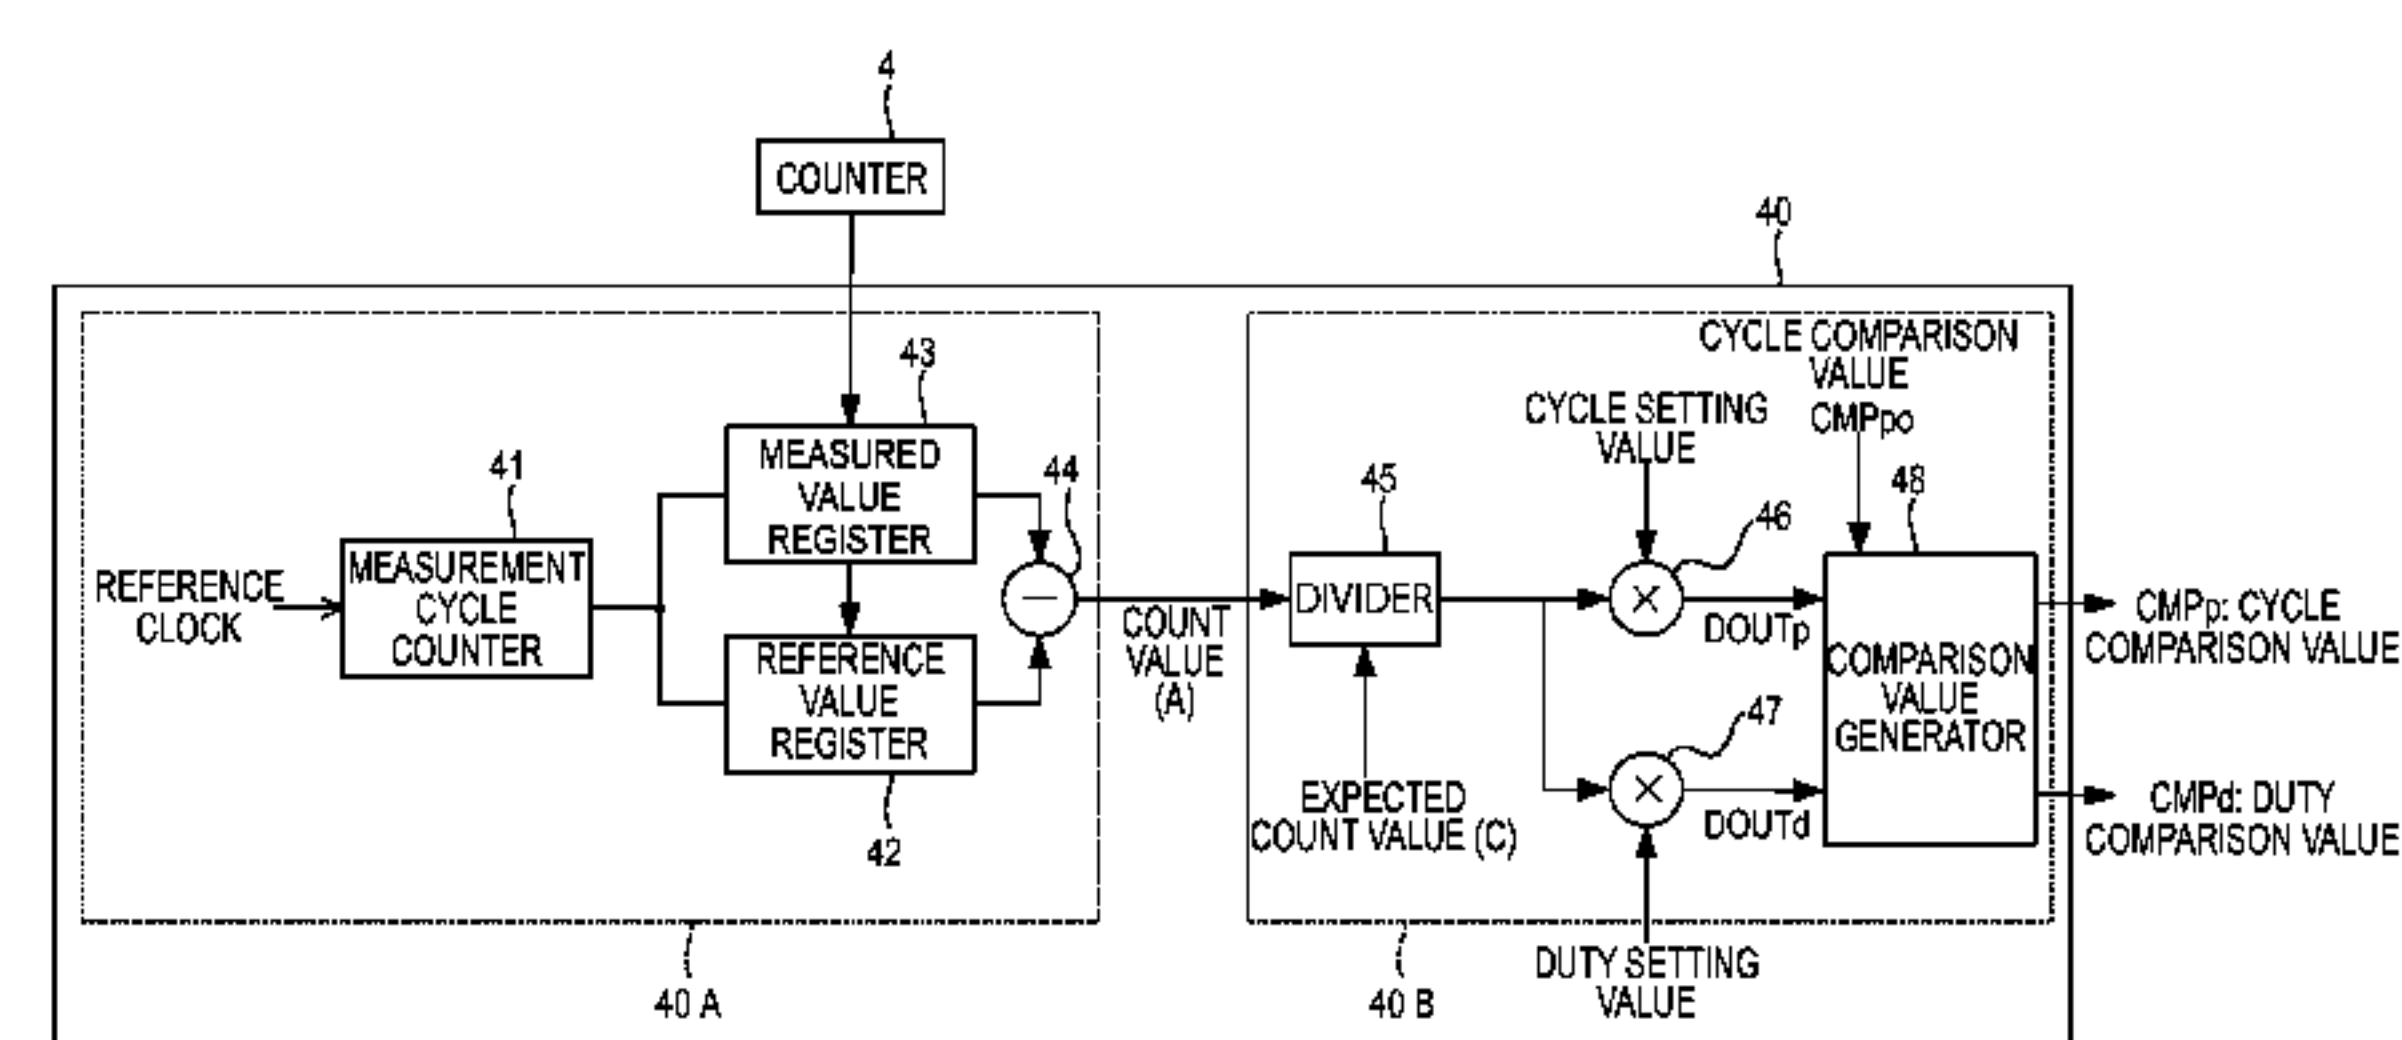 4
COUNTER
40
43
MEASURED
VALUE
REGISTER
41
MEASUREMENT
CYCLE
COUNTER
REFERENCE
CLOCK
44
REFERENCE
VALUE
REGISTER
42
COUNT
VALUE
(A)
40 A
CYCLE COMPARISON
VALUE
CMPpo
CYCLE SETTING
VALUE
45
DIVIDER
46
×
DOUTp
48
COMPARISON
VALUE
GENERATOR
EXPECTED
COUNT VALUE (C)
47
×
DOUTd
DUTY SETTING
VALUE
40 B
CMPp: CYCLE
COMPARISON VALUE
CMPd: DUTY
COMPARISON VALUE